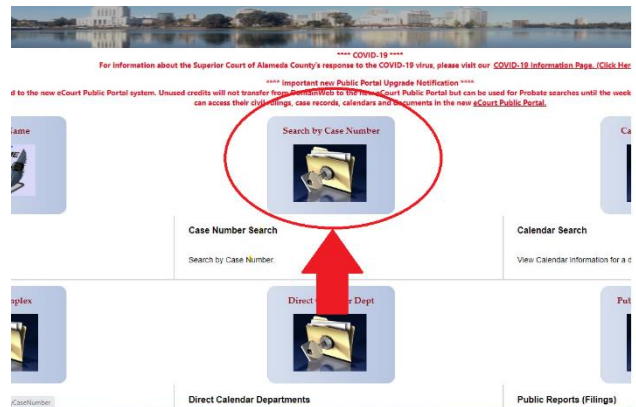 **** COVID-19 ****
For information about the Superior Court of Alameda County's response to the COVID-19 virus, please visit our COVID-19 Information Page. (Click Her
**** Important new Public Portal Upgrade Notification ****
d to the new eCourt Public Portal system. Unused credits will not transfer from DomainWeb to the new eCourt Public Portal but can be used for Probate searches until the week
can access their civil filings, case records, calendars and documents in the new eCourt Public Portal.
Name
Search by Case Number
Ca
Case Number Search
Calendar Search
Search by Case Number.
View Calendar Information for a d
mplex
Direct Dept
Pub
Direct Calendar Departments
Public Reports (Filings)
CaseNumber